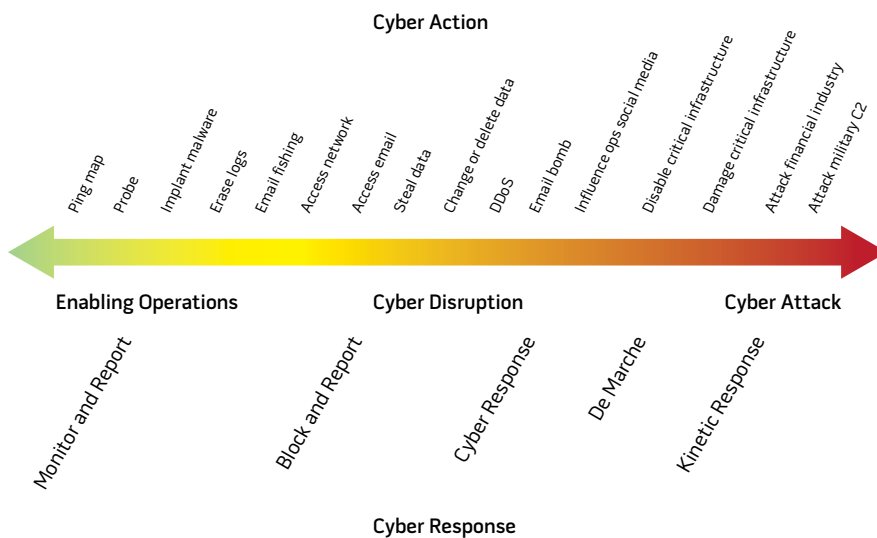 Cyber Action
Ping map
Probe
Implant malware
Erase logs
Email fishing
Access network
Access email
Steal data
Change or delete data
DDoS
Email bomb
Influence ops social media
Disable critical infrastructure
Damage critical infrastructure
Attack financial industry
Attack military C2
Enabling Operations
Cyber Disruption
Cyber Attack
Monitor and Report
Block and Report
Cyber Response
De Marche
Kinetic Response
Cyber Response